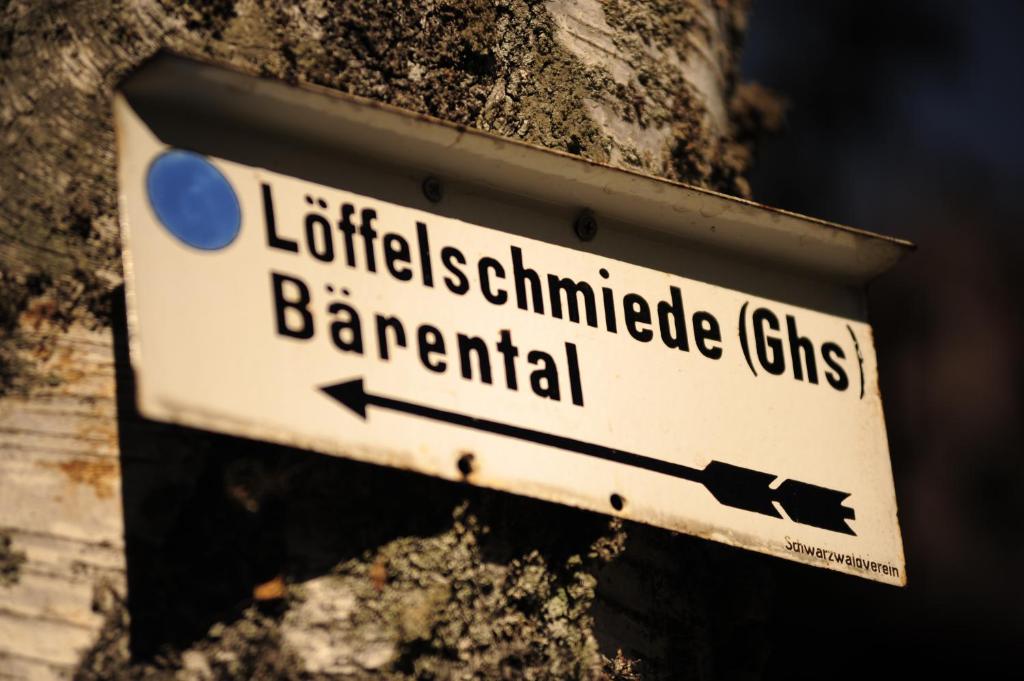 Löffelschmiede (Ghs)
Bärental
Schwarzwaldverein